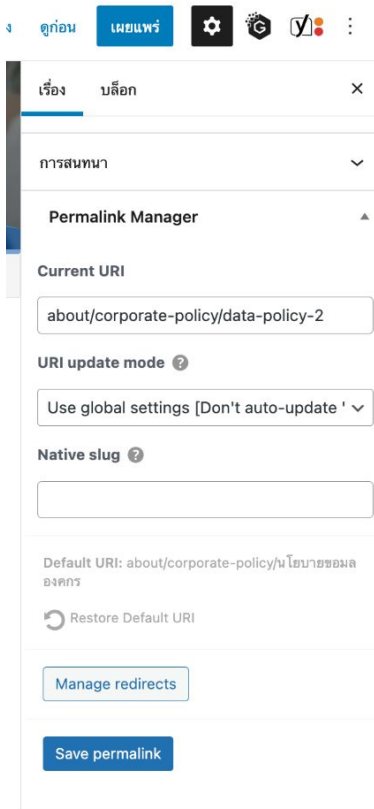 ง ดูก่อน เผยแพร่
เรื่อง บล็อก
การสนทนา
Permalink Manager
Current URI
about/corporate-policy/data-policy-2
URI update mode
Use global settings [Don't auto-update '
Native slug
Default URI: about/corporate-policy/นโยบายขอมล
องคกร
Restore Default URI
Manage redirects
Save permalink